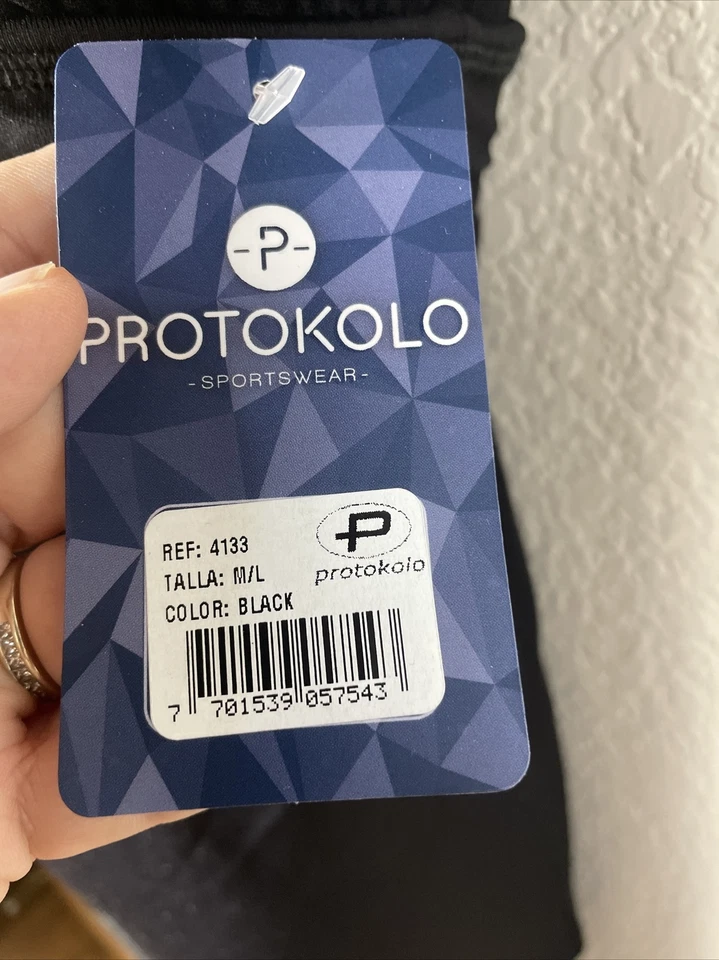 -P-
PROTOKOLO
-SPORTSWEAR-
REF: 4133
TALLA: M/L
COLOR: BLACK
P
protokolo
7 701539 057543